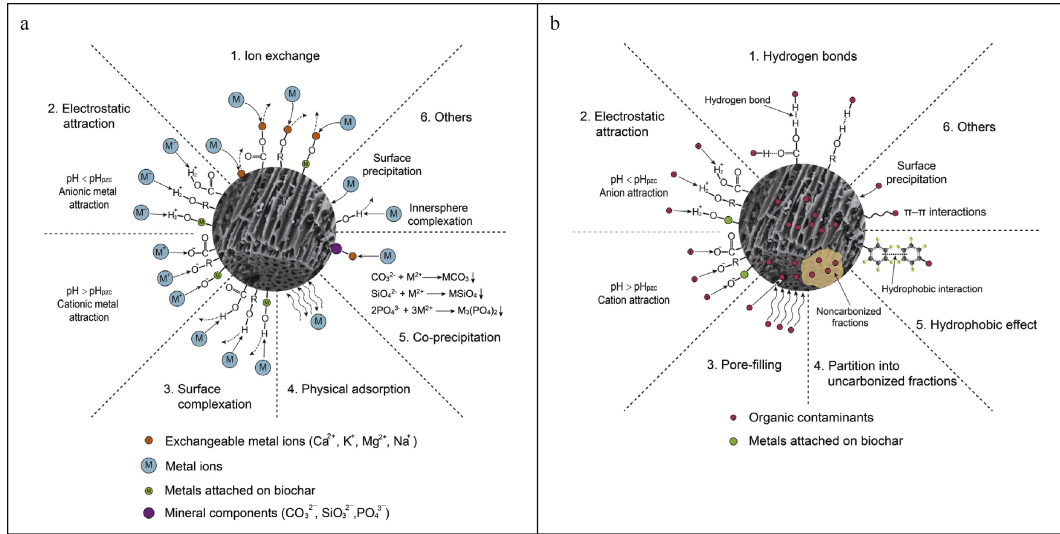 a
1. Ion exchange
2. Electrostatic
attraction
6. Others
Surface
precipitation
Innersphere
complexation
pH < pHpzc
Anionic metal
attraction
pH > pHpzc
Cationic metal
attraction
CO₃²⁻ + M²⁺ → MCO₃↓
SiO₄²⁻ + M²⁺ → MSiO₄↓
2PO₄³⁻ + 3M²⁺ → M₃(PO₄)₂↓
5. Co-precipitation
3. Surface
complexation
4. Physical adsorption
Exchangeable metal ions (Ca²⁺, K⁺, Mg²⁺, Na⁺)
M Metal ions
M Metals attached on biochar
Mineral components (CO₃²⁻, SiO₃²⁻, PO₄³⁻)
b
1. Hydrogen bonds
Hydrogen bond
2. Electrostatic
attraction
6. Others
Surface
precipitation
π–π interactions
pH < pHpzc
Anion attraction
pH > pHpzc
Cation attraction
Hydrophobic interaction
Noncarbonized
fractions
5. Hydrophobic effect
3. Pore-filling
4. Partition into
uncarbonized fractions
Organic contaminants
Metals attached on biochar